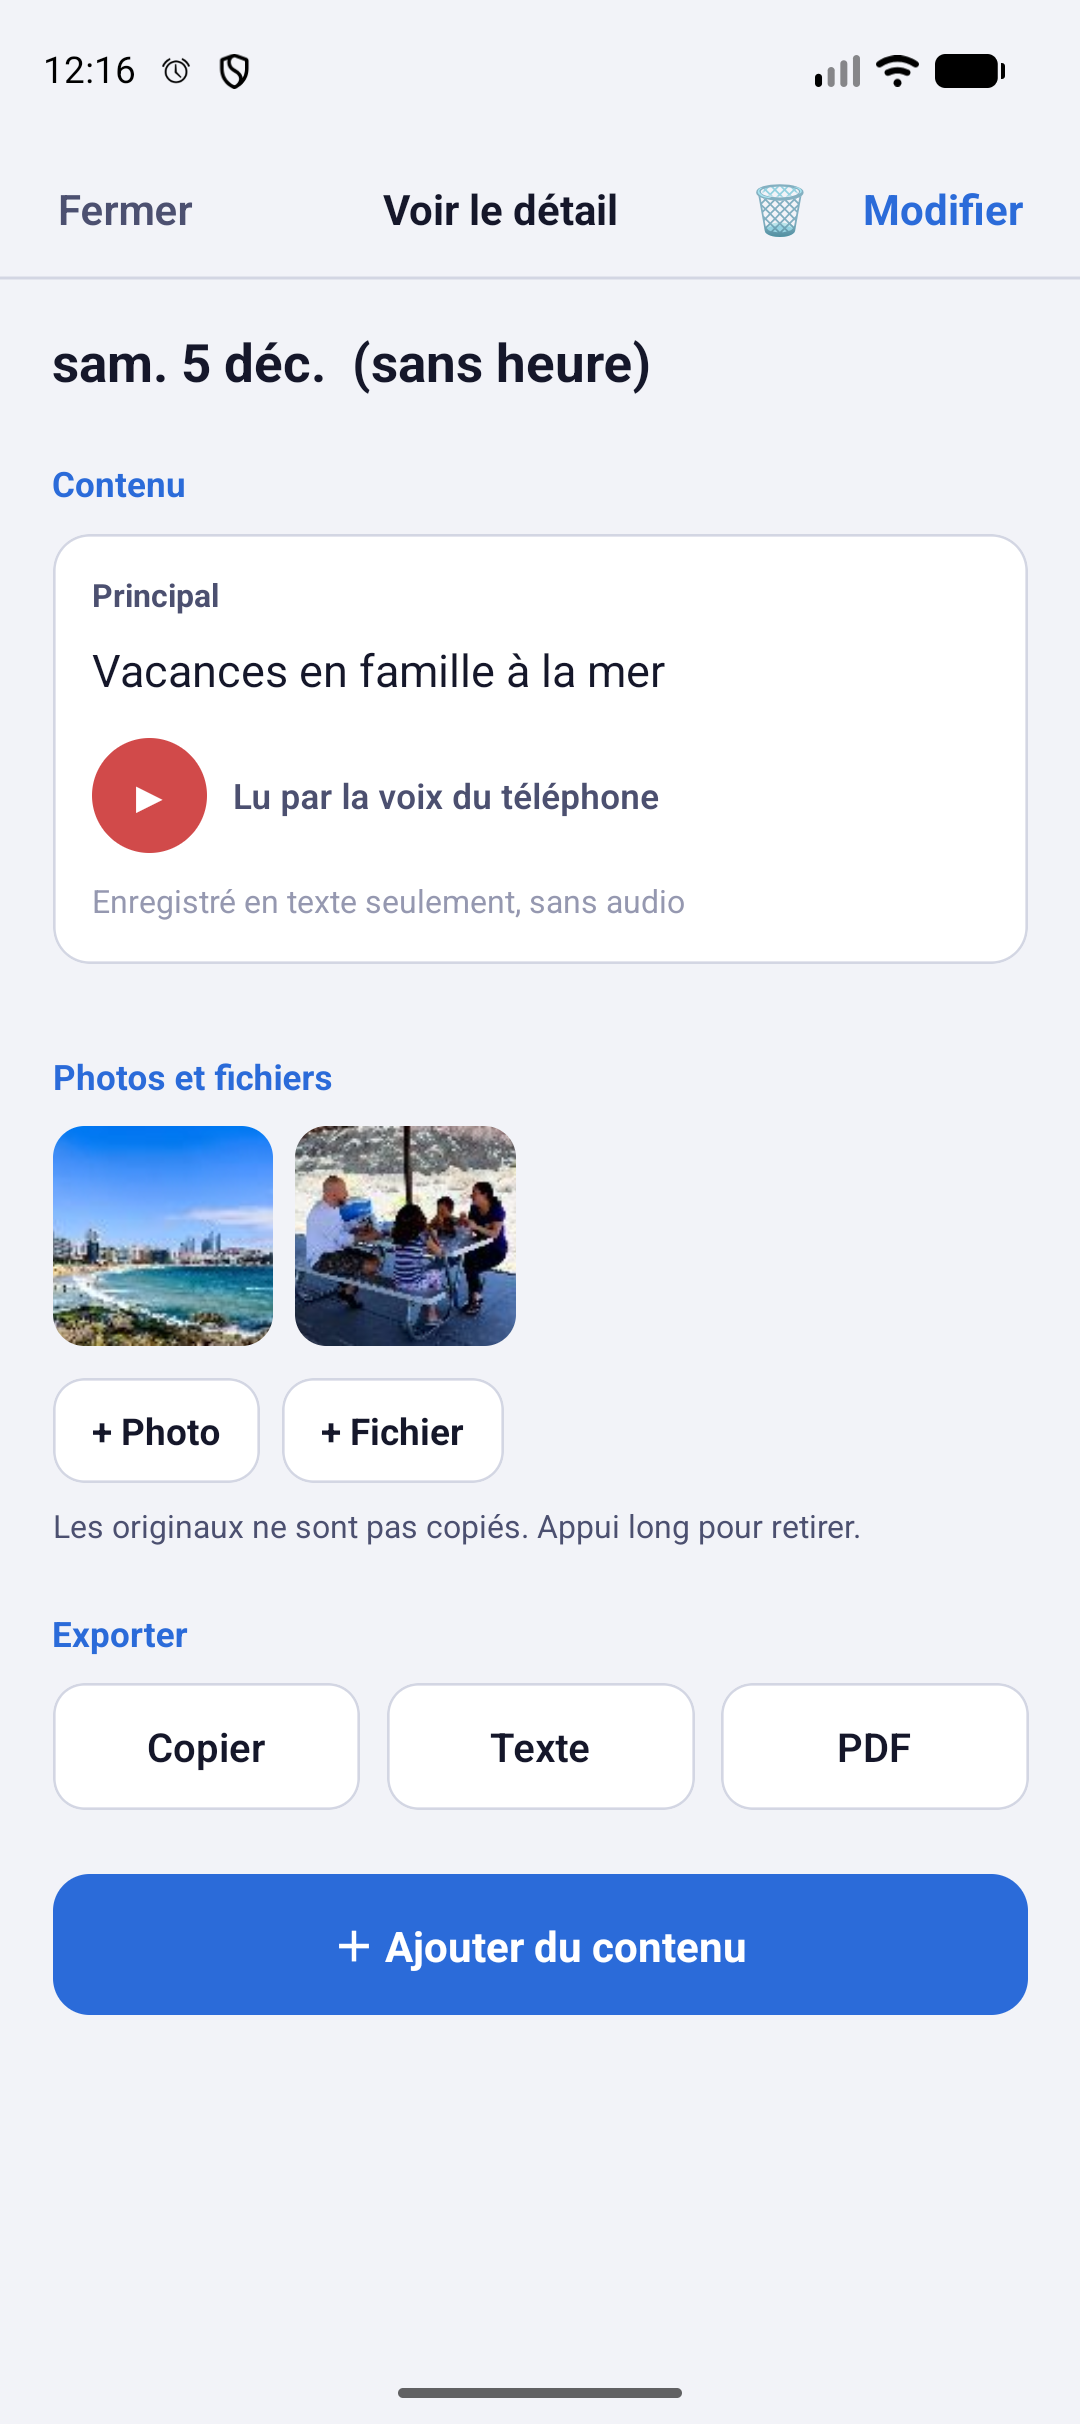 12:16
Fermer
Voir le détail
Modifier
sam. 5 déc. (sans heure)
Contenu
Principal
Vacances en famille à la mer
Lu par la voix du téléphone
Enregistré en texte seulement, sans audio
Photos et fichiers
+ Photo
+ Fichier
Les originaux ne sont pas copiés. Appui long pour retirer.
Exporter
Copier
Texte
PDF
+ Ajouter du contenu